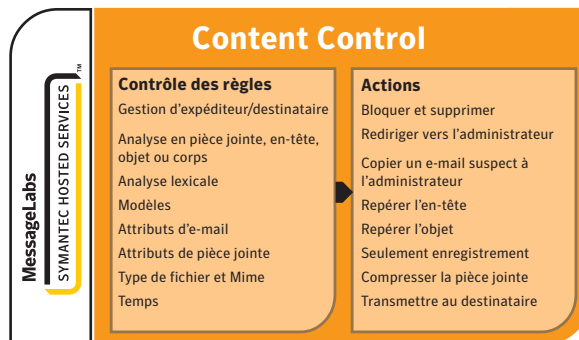 Content Control
MessageLabs
SYMANTEC HOSTED SERVICES
™
Contrôle des règles
Gestion d'expéditeur/destinataire
Analyse en pièce jointe, en-tête,
objet ou corps
Analyse lexicale
Modèles
Attributs d'e-mail
Attributs de pièce jointe
Type de fichier et Mime
Temps
Actions
Bloquer et supprimer
Rediriger vers l'administrateur
Copier un e-mail suspect à
l'administrateur
Repérer l'en-tête
Repérer l'objet
Seulement enregistrement
Compresser la pièce jointe
Transmettre au destinataire